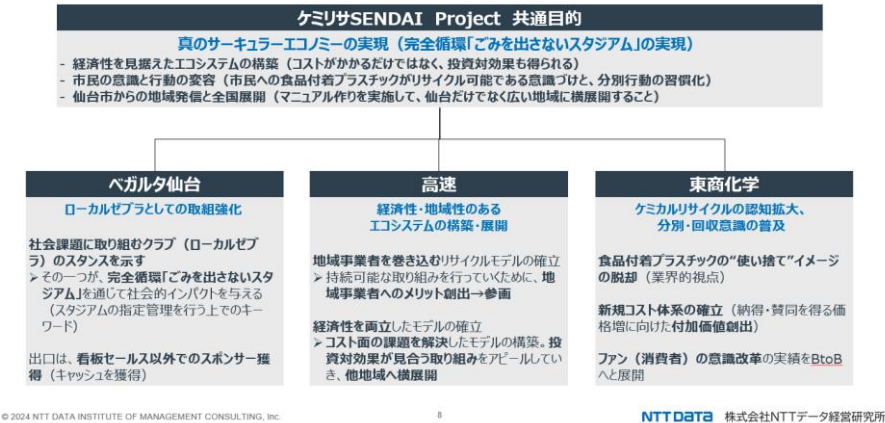 ケミリサSENDAI Project 共通目的
真のサーキュラーエコノミーの実現（完全循環「ごみを出さないスタジアム」の実現）
- 経済性を見据えたエコシステムの構築（コストがかかるだけではなく、投資対効果も得られる）
- 市民の意識と行動の変容（市民への食品付着プラスチックがリサイクル可能である意識づけと、分別行動の習慣化）
- 仙台市からの地域発信と全国展開（マニュアル作りを実施して、仙台だけでなく広い地域に横展開すること）
ベガルタ仙台
ローカルゼブラとしての取組強化
社会課題に取り組むクラブ（ローカルゼブ
ラ）のスタンスを示す
➢その一つが、完全循環「ごみを出さないスタ
ジアム」を通じて社会的インパクトを与える
（スタジアムの指定管理を行う上でのキー
ワード）
出口は、看板セールス以外でのスポンサー獲
得（キャッシュを獲得）
高速
経済性・地域性のある
エコシステムの構築・展開
地域事業者を巻き込むリサイクルモデルの確立
➢持続可能な取り組みを行っていくために、地
域事業者へのメリット創出→参画
経済性を両立したモデルの確立
➢コスト面の課題を解決したモデルの構築。投
資対効果が見合う取り組みをアピールしてい
き、他地域へ横展開
東商化学
ケミカルリサイクルの認知拡大、
分別・回収意識の普及
食品付着プラスチックの“使い捨て”イメージ
の脱却（業界的視点）
新規コスト体系の確立（納得・賛同を得る価
格増に向けた付加価値創出）
ファン（消費者）の意識改革の実績をBtoB
へと展開
© 2024 NTT DATA INSTITUTE OF MANAGEMENT CONSULTING, Inc.
8
NTT DATA 株式会社NTTデータ経営研究所